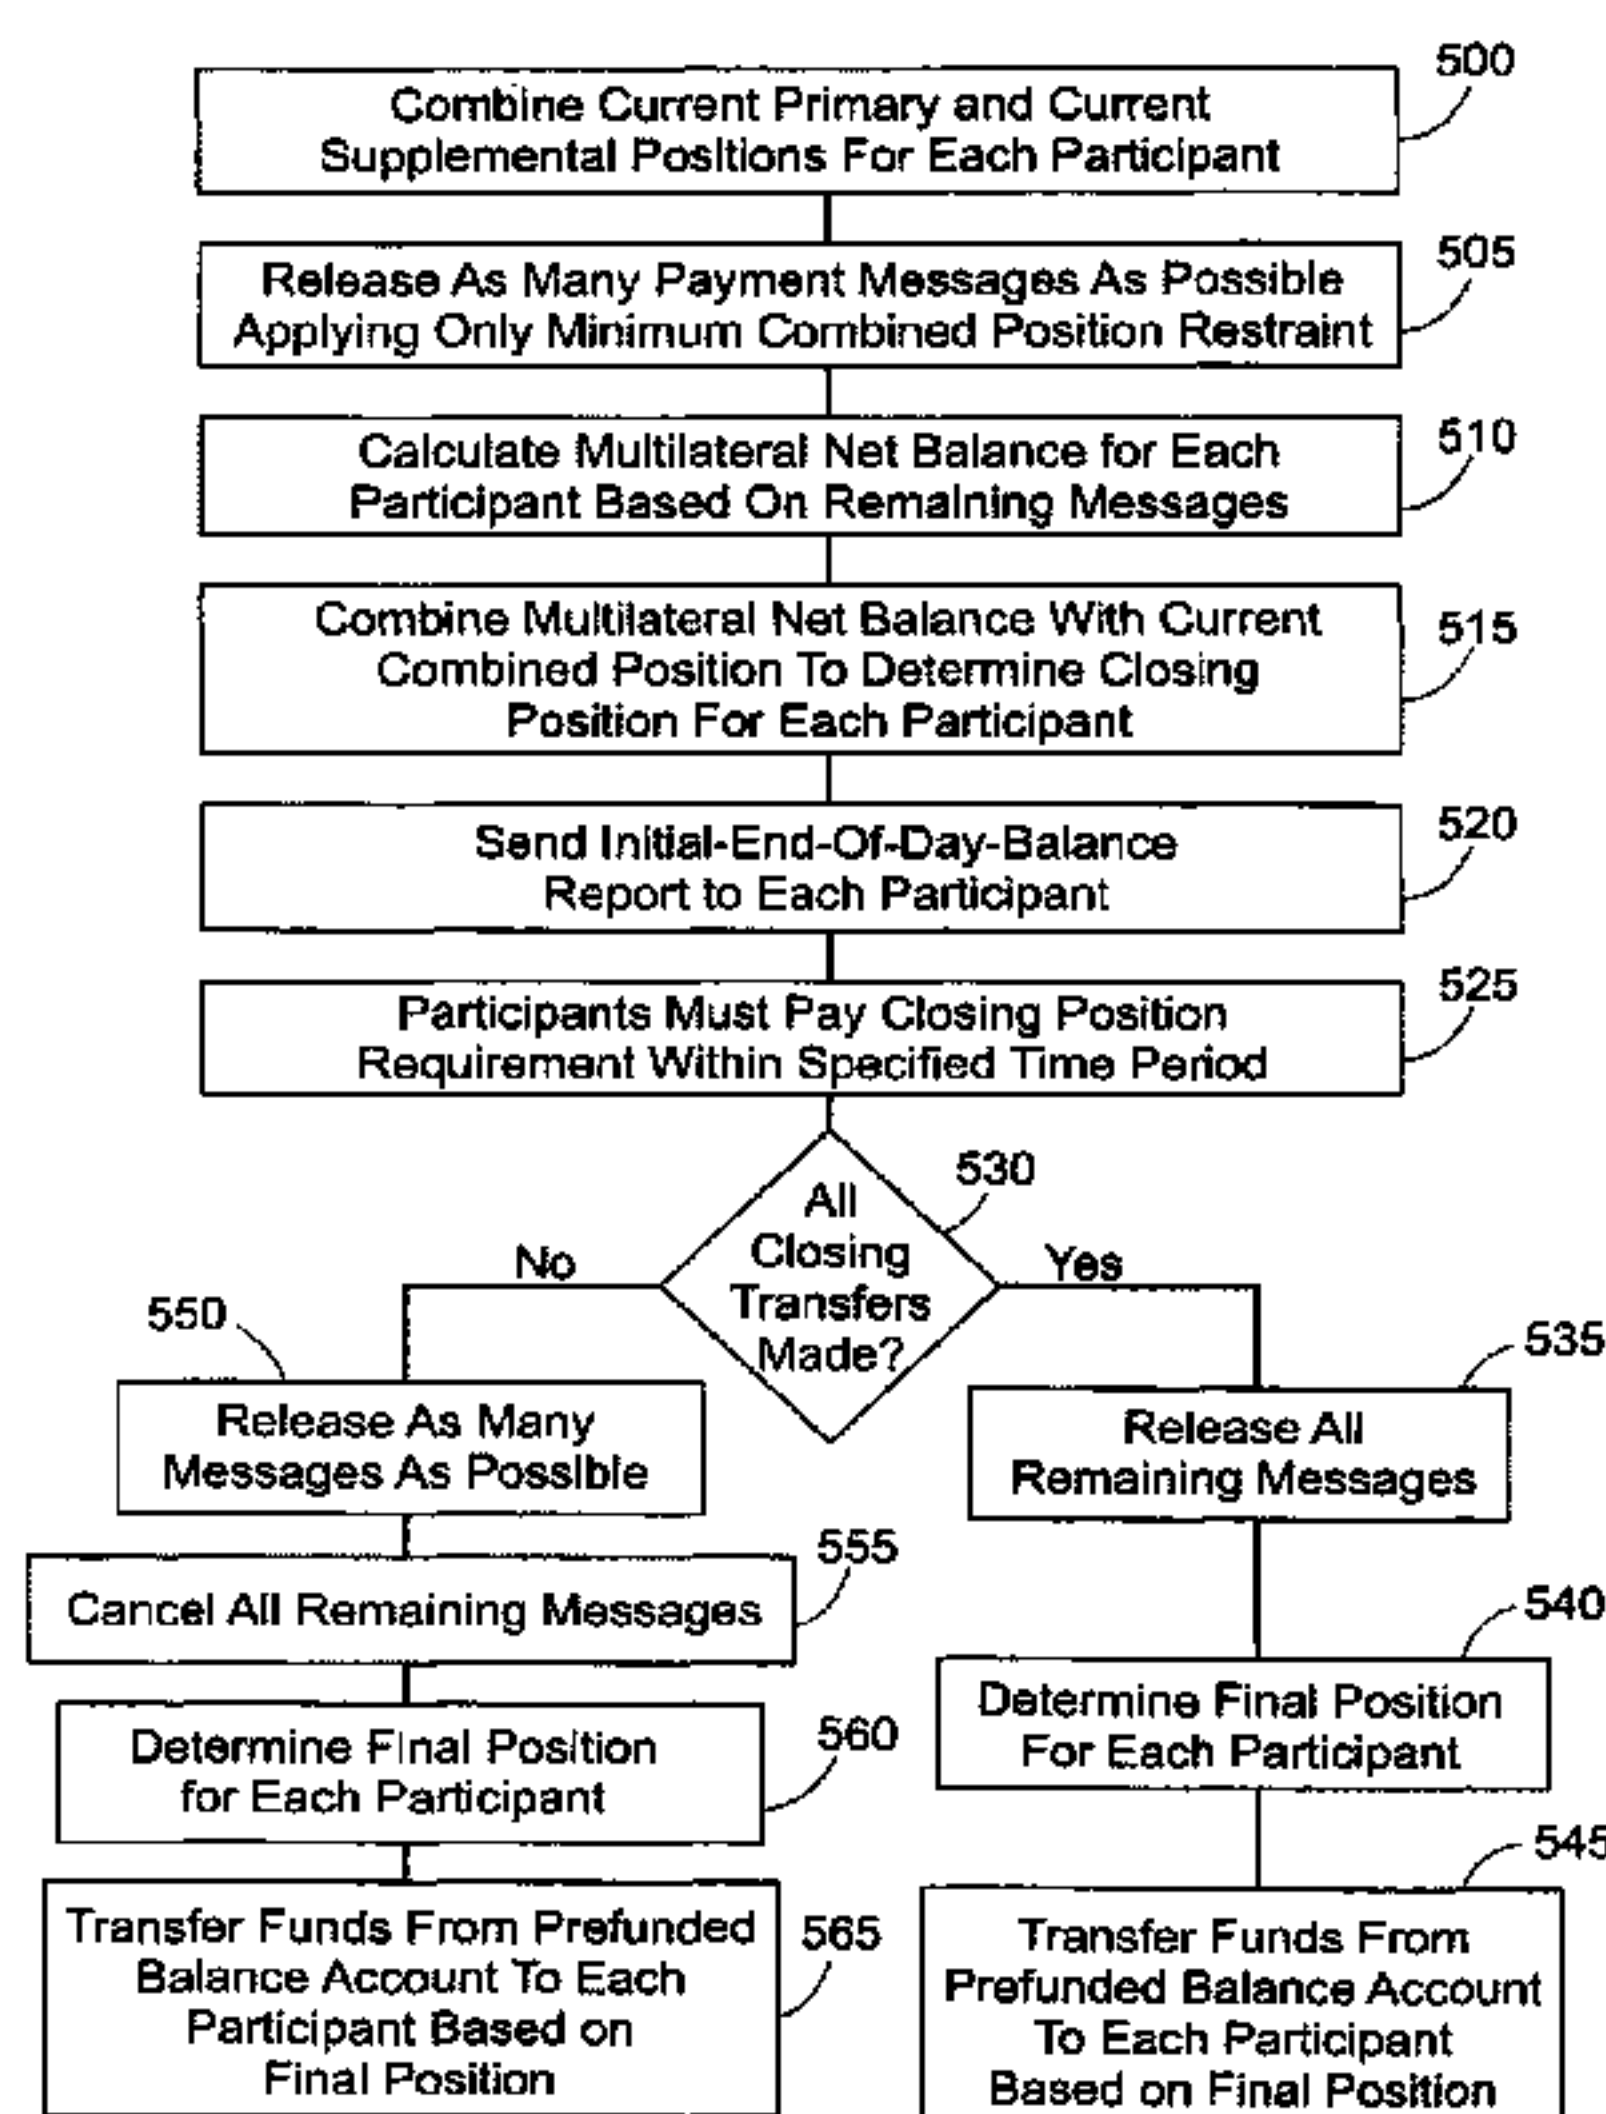 500
Combine Current Primary and Current
Supplemental Positions For Each Participant
505
Release As Many Payment Messages As Possible
Applying Only Minimum Combined Position Restraint
510
Calculate Multilateral Net Balance for Each
Participant Based On Remaining Messages
515
Combine Multilateral Net Balance With Current
Combined Position To Determine Closing
Position For Each Participant
520
Send Initial-End-Of-Day-Balance
Report to Each Participant
525
Participants Must Pay Closing Position
Requirement Within Specified Time Period
530
All
Closing
Transfers
Made?
No
Yes
550
Release As Many
Messages As Possible
555
Cancel All Remaining Messages
560
Determine Final Position
for Each Participant
565
Transfer Funds From Prefunded
Balance Account To Each
Participant Based on
Final Position
535
Release All
Remaining Messages
540
Determine Final Position
For Each Participant
545
Transfer Funds From
Prefunded Balance Account
To Each Participant
Based on Final Position